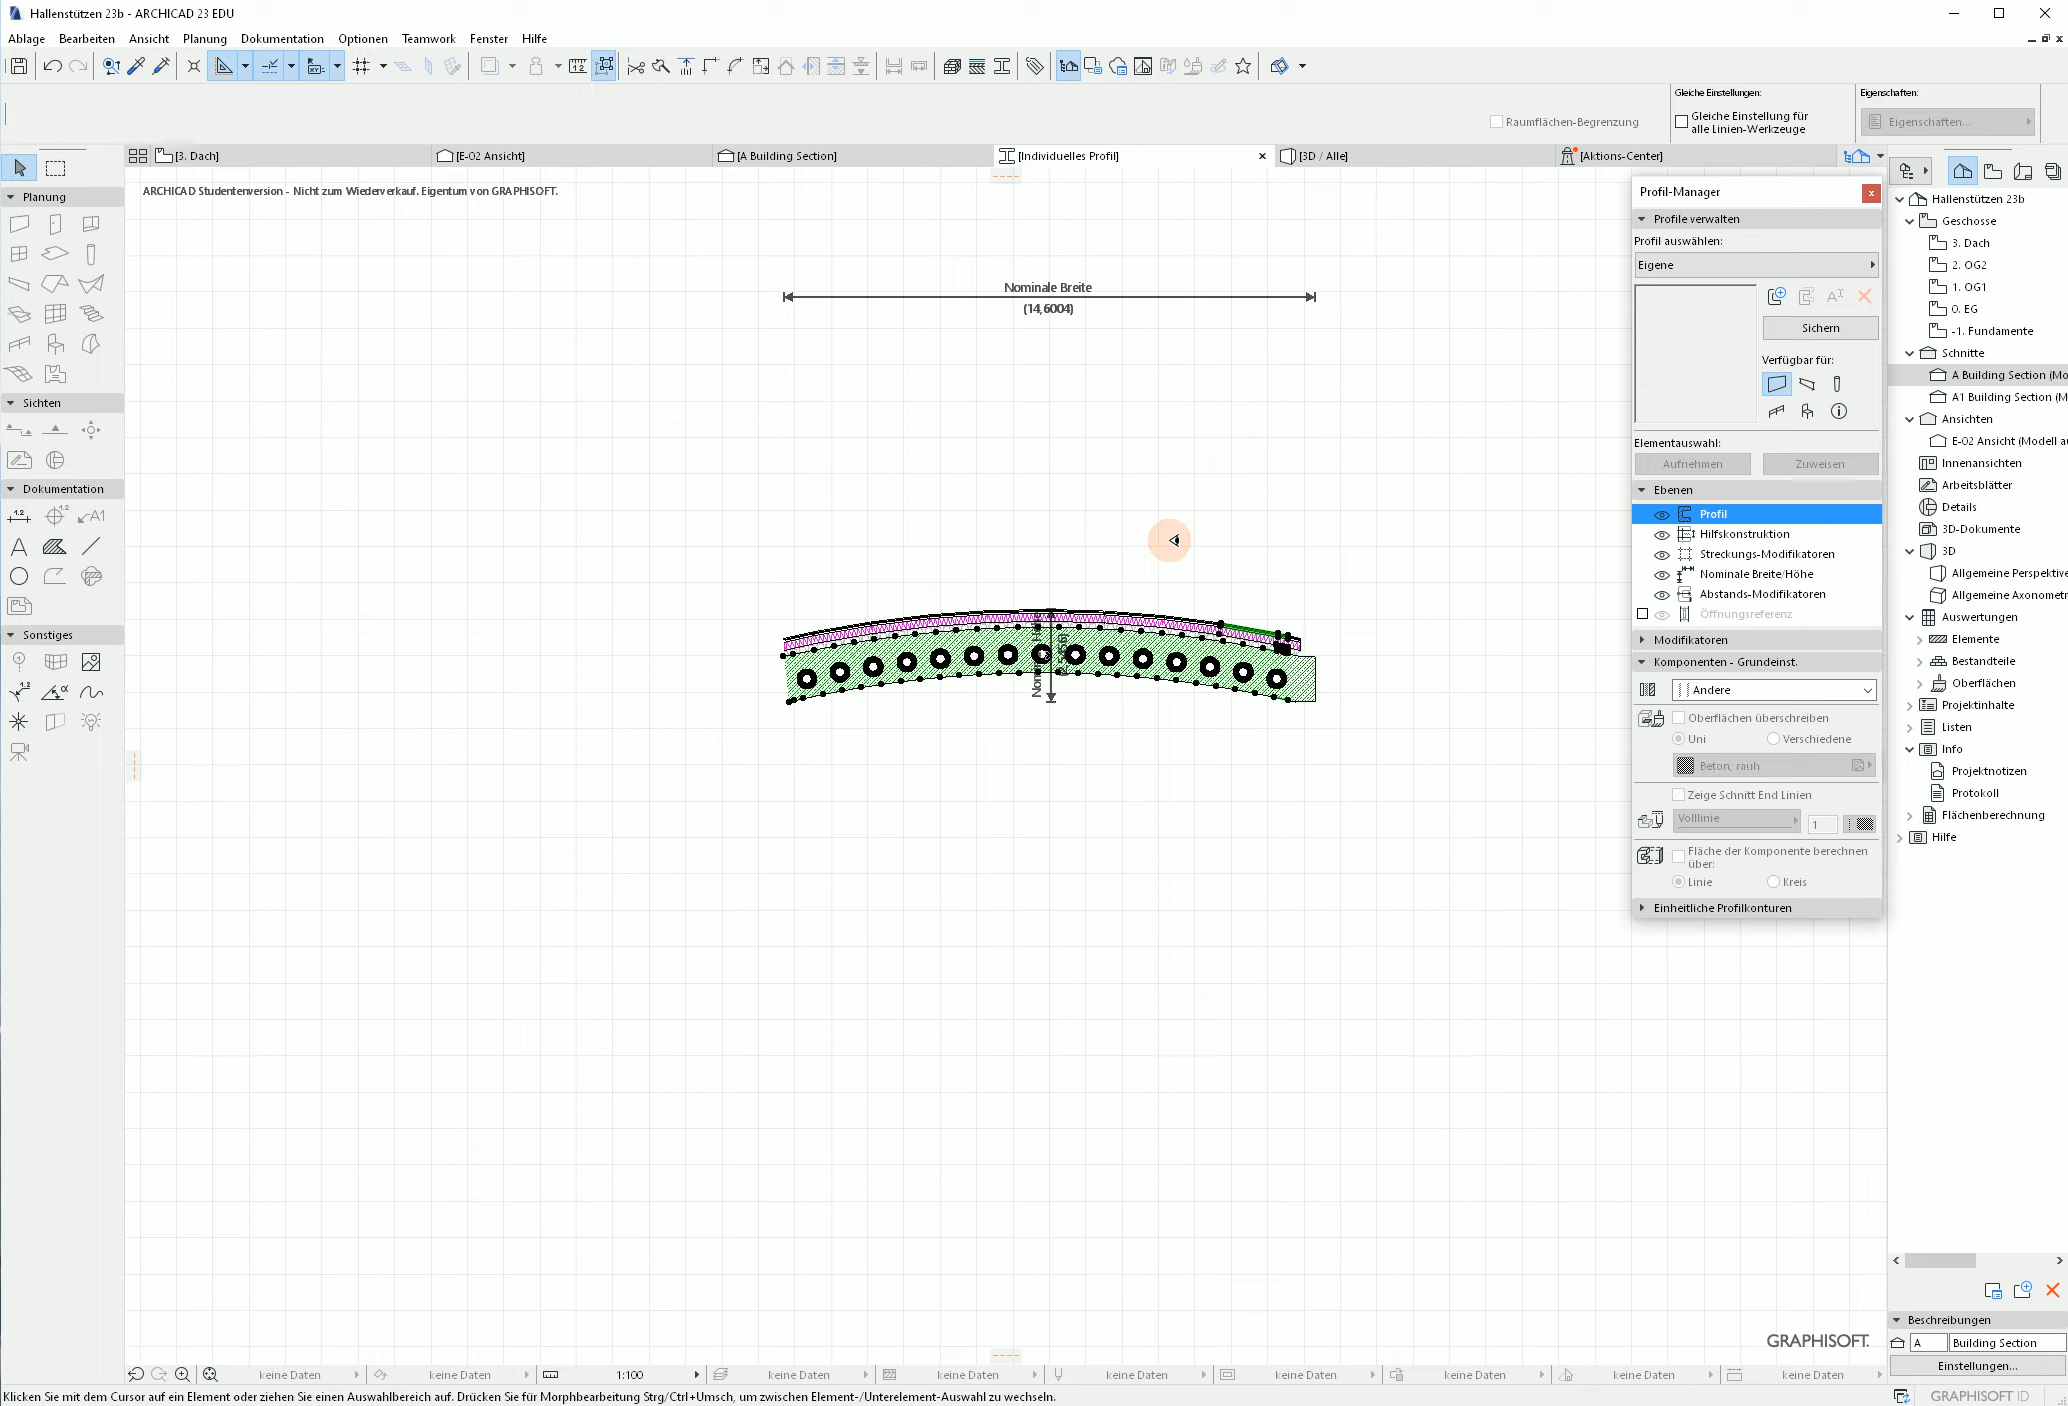 Hallenstützen 23b - ARCHICAD 23 EDU
Ablage Bearbeiten Ansicht Planung Dokumentation Optionen Teamwork Fenster Hilfe
Gleiche Einstellungen:
Eigenschaften:
Raumflächen-Begrenzung
Gleiche Einstellung für
alle Linien-Werkzeuge
Eigenschaften...
[3. Dach]
[E-02 Ansicht]
[A Building Section]
[Individuelles Profil]
[3D / Alle]
[Aktions-Center]
ARCHICAD Studentenversion - Nicht zum Wiederverkauf. Eigentum von GRAPHISOFT.
Planung
Sichten
Dokumentation
Sonstiges
Nominale Breite
(14,6004)
Profil-Manager
Profile verwalten
Profil auswählen:
Eigene
Sichern
Verfügbar für:
Elementauswahl:
Aufnehmen
Zuweisen
Ebenen
Profil
Hilfskonstruktion
Streckungs-Modifikatoren
Nominale Breite/Höhe
Abstands-Modifikatoren
Öffnungsreferenz
Modifikatoren
Komponenten - Grundeinst.
Andere
Oberflächen überschreiben
Uni
Verschiedene
Beton, rauh
Zeige Schnitt End Linien
Volllinie
1
Fläche der Komponente berechnen
über:
Linie
Kreis
Einheitliche Profilkonturen
Hallenstützen 23b
Geschosse
3. Dach
2. OG2
1. OG1
0. EG
-1. Fundamente
Schnitte
A Building Section (Mo
A1 Building Section (M
Ansichten
E-02 Ansicht (Modell au
Innenansichten
Arbeitsblätter
Details
3D-Dokumente
3D
Allgemeine Perspektive
Allgemeine Axonometr
Auswertungen
Elemente
Bestandteile
Oberflächen
Projektinhalte
Listen
Info
Projektnotizen
Protokoll
Flächenberechnung
Hilfe
Beschreibungen
A
Building Section
Einstellungen...
GRAPHISOFT.
keine Daten
keine Daten
1:100
keine Daten
keine Daten
keine Daten
keine Daten
keine Daten
keine Daten
keine Daten
Klicken Sie mit dem Cursor auf ein Element oder ziehen Sie einen Auswahlbereich auf. Drücken Sie für Morphbearbeitung Strg/Ctrl+Umsch, um zwischen Element-/Unterelement-Auswahl zu wechseln.
GRAPHISOFT ID